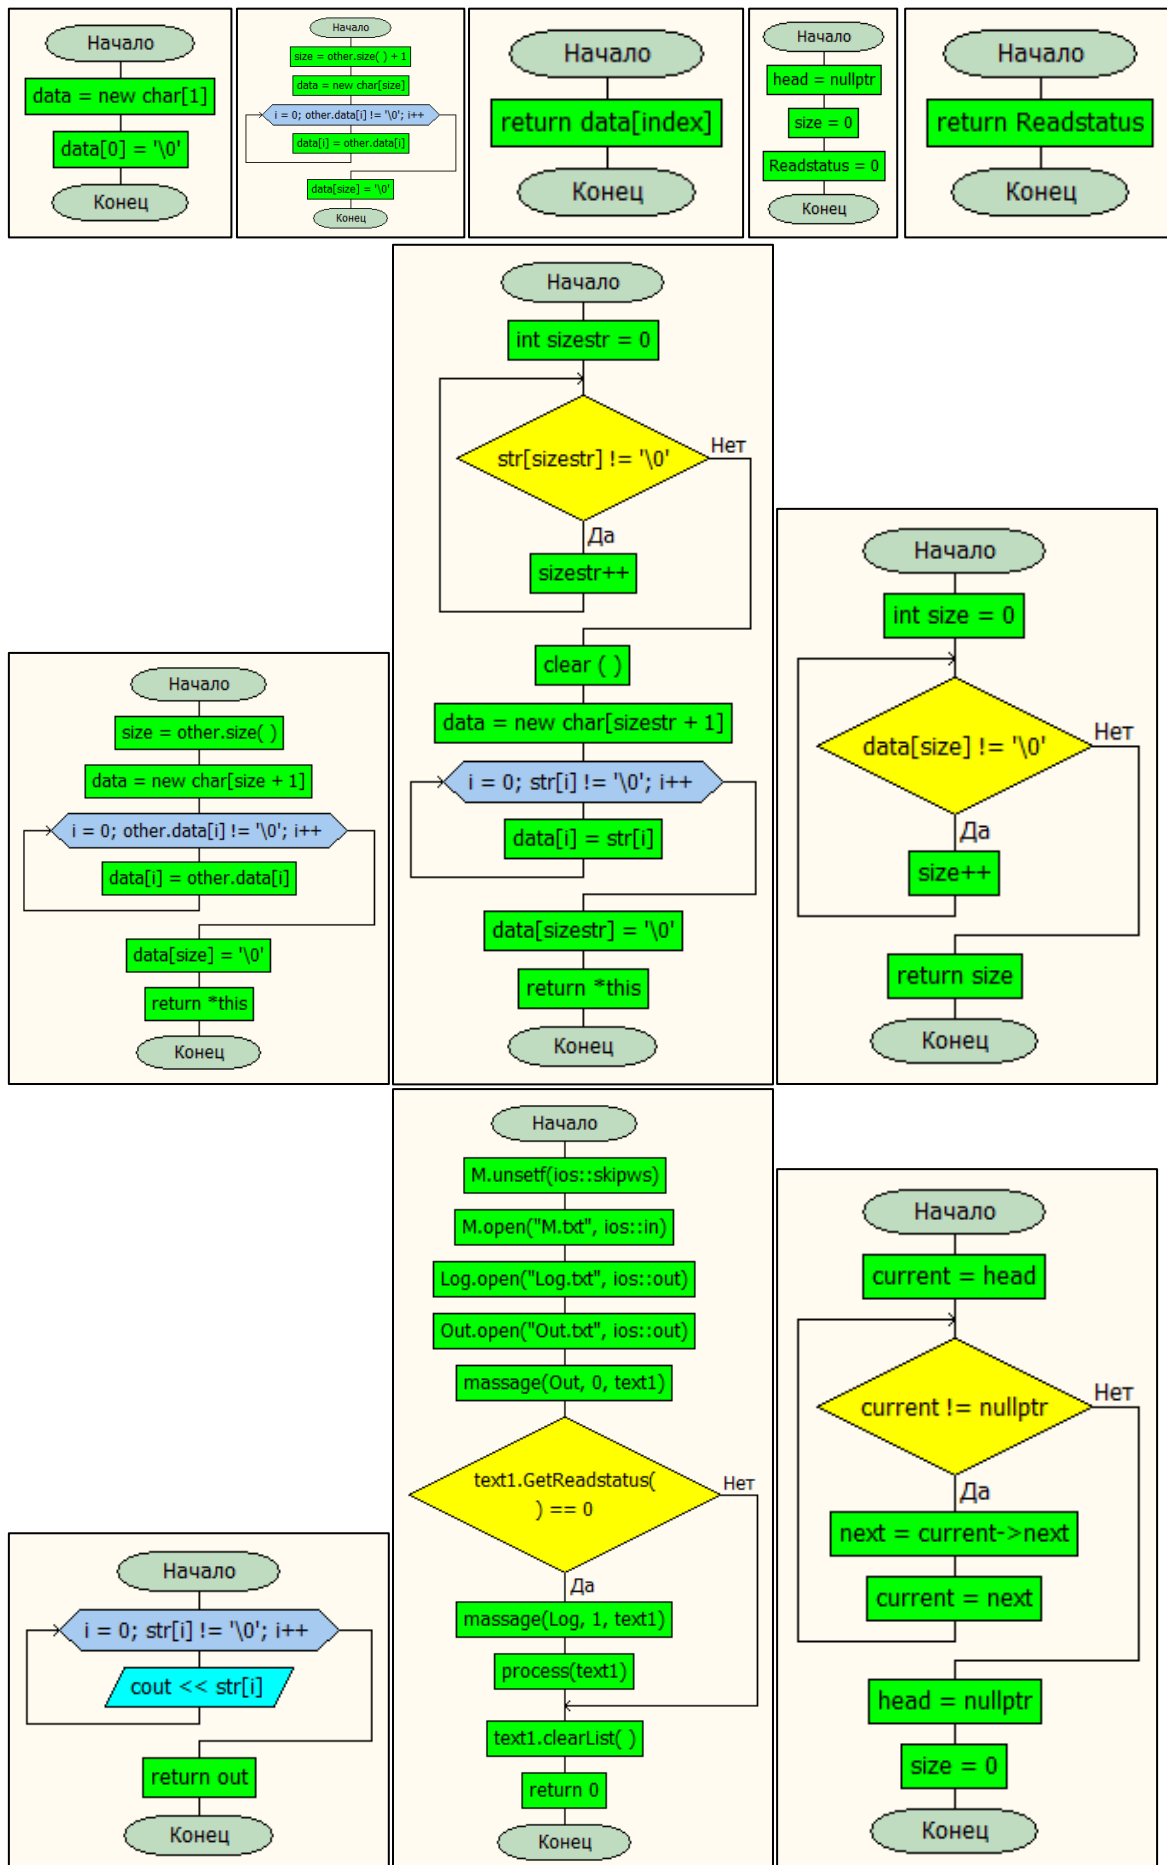 Начало
data = new char[1]
data[0] = '\0'
Конец
Начало
size = other.size( ) + 1
data = new char[size]
i = 0; other.data[i] != '\0'; i++
data[i] = other.data[i]
data[size] = '\0'
Конец
Начало
return data[index]
Конец
Начало
head = nullptr
size = 0
Readstatus = 0
Конец
Начало
return Readstatus
Конец
Начало
size = other.size( )
data = new char[size + 1]
i = 0; other.data[i] != '\0'; i++
data[i] = other.data[i]
data[size] = '\0'
return *this
Конец
Начало
int sizestr = 0
str[sizestr] != '\0'
Нет
Да
sizestr++
clear ( )
data = new char[sizestr + 1]
i = 0; str[i] != '\0'; i++
data[i] = str[i]
data[sizestr] = '\0'
return *this
Конец
Начало
int size = 0
data[size] != '\0'
Нет
Да
size++
return size
Конец
Начало
i = 0; str[i] != '\0'; i++
cout << str[i]
return out
Конец
Начало
M.unsetf(ios::skipws)
M.open("M.txt", ios::in)
Log.open("Log.txt", ios::out)
Out.open("Out.txt", ios::out)
massage(Out, 0, text1)
text1.GetReadstatus(
) == 0
Нет
Да
massage(Log, 1, text1)
process(text1)
text1.clearList( )
return 0
Конец
Начало
current = head
current != nullptr
Нет
Да
next = current->next
current = next
head = nullptr
size = 0
Конец